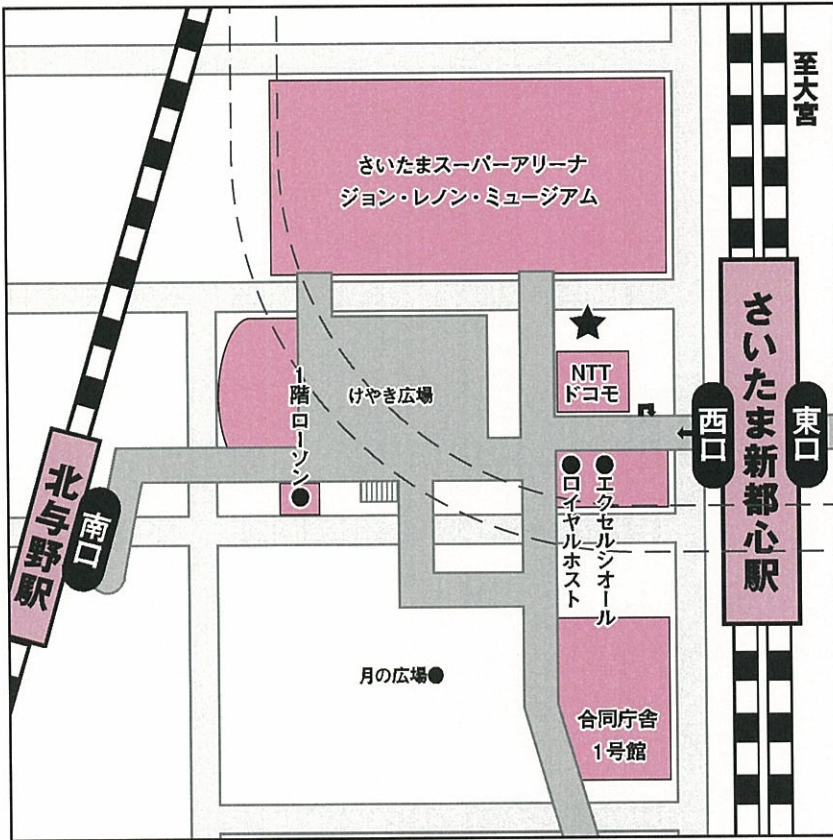 至大宮
さいたまスーパーアリーナ
ジョン・レノン・ミュージアム
NTT
ドコモ
けやき広場
1階ローソン
西口
さいたま新都心駅
東口
北与野駅
南口
エクセルシオール
ロイヤルホスト
月の広場
合同庁舎
1号館